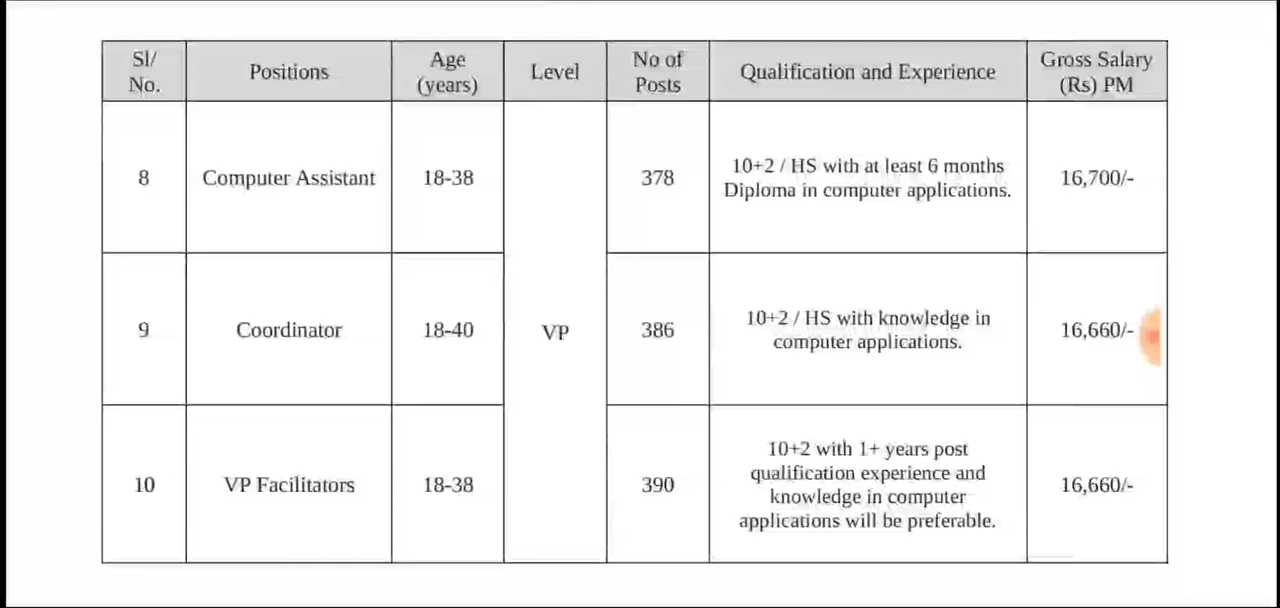 Sl/ No.
Positions
Age (years)
Level
No of Posts
Qualification and Experience
Gross Salary (Rs) PM
8
Computer Assistant
18-38
378
10+2 / HS with at least 6 months
Diploma in computer applications.
16,700/-
9
Coordinator
18-40
VP
386
10+2 / HS with knowledge in
computer applications.
16,660/-
10
VP Facilitators
18-38
390
10+2 with 1+ years post
qualification experience and
knowledge in computer
applications will be preferable.
16,660/-